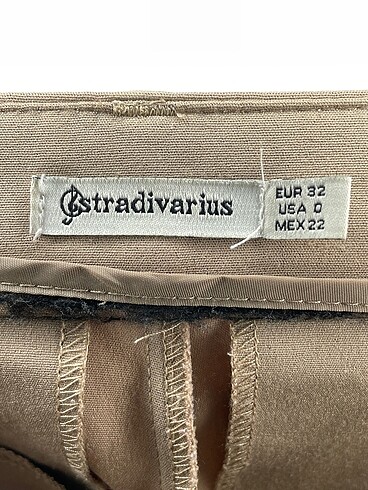 stradivarius
EUR 32
USA 0
MEX 22